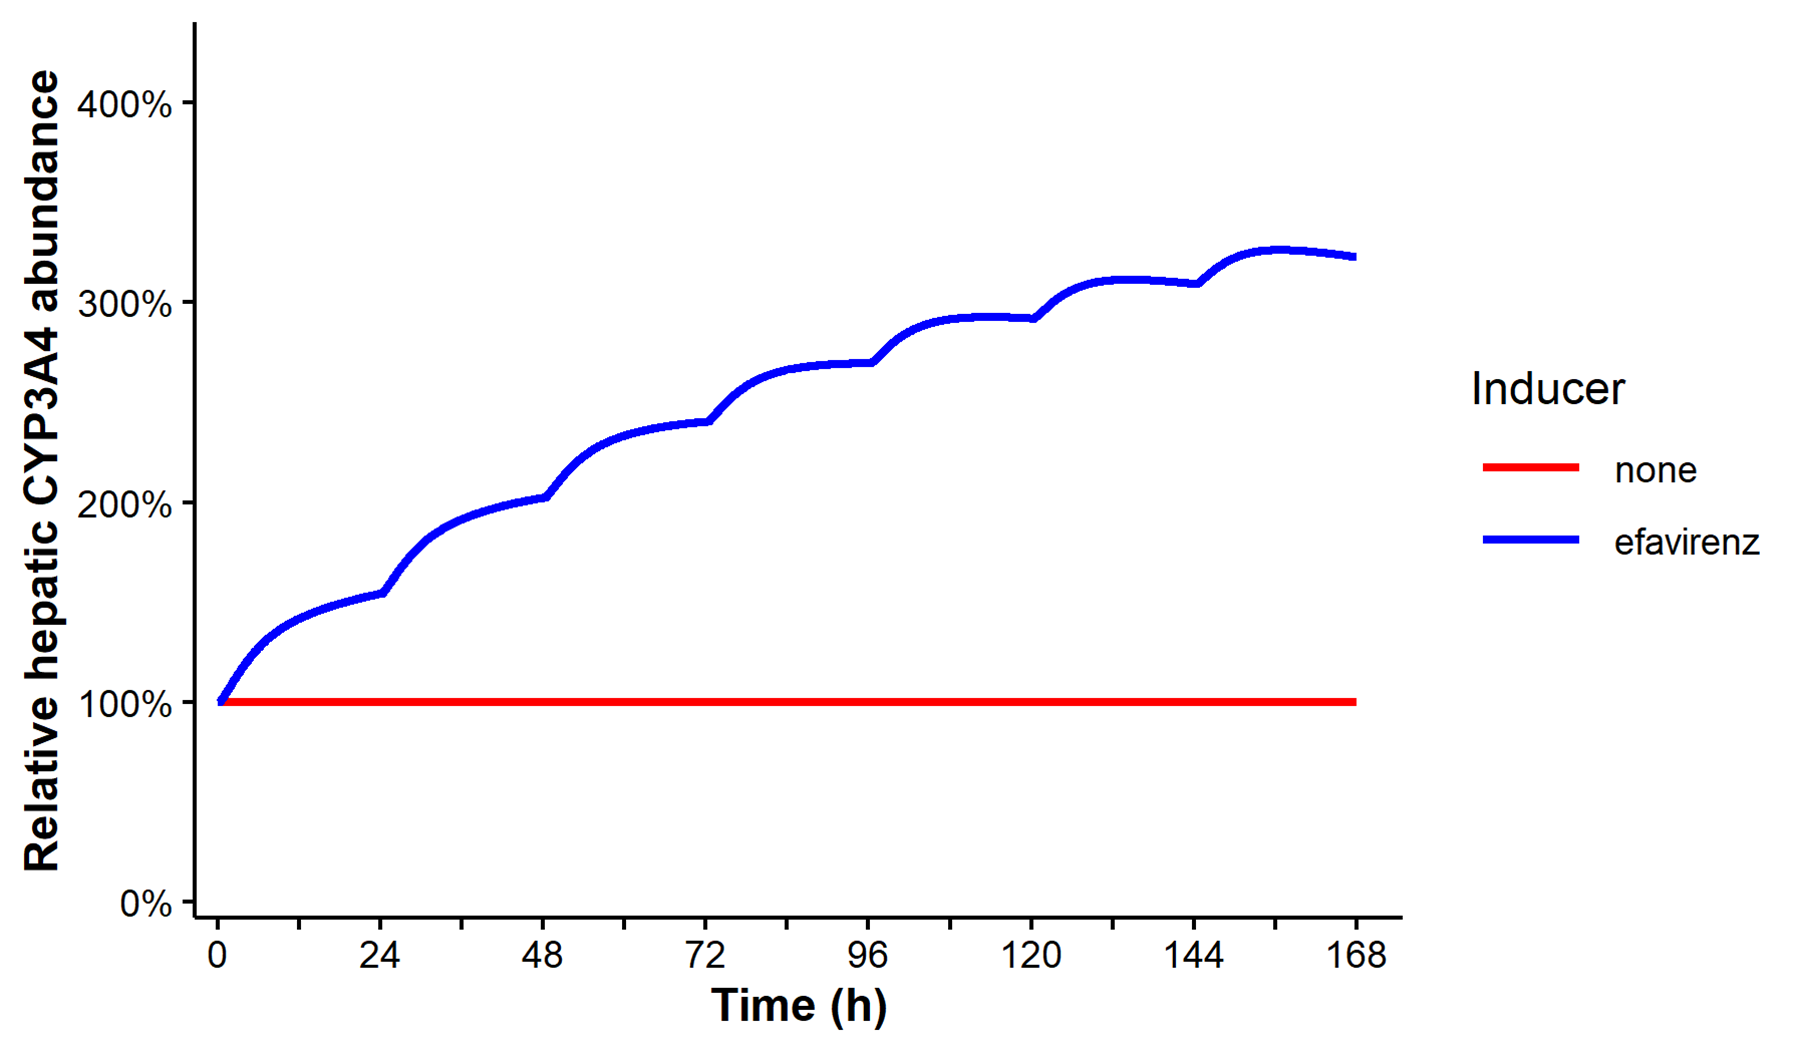 Relative hepatic CYP3A4 abundance
400%
300%
200%
100%
0%
0 24 48 72 96 120 144 168
Time (h)
Inducer
none
efavirenz